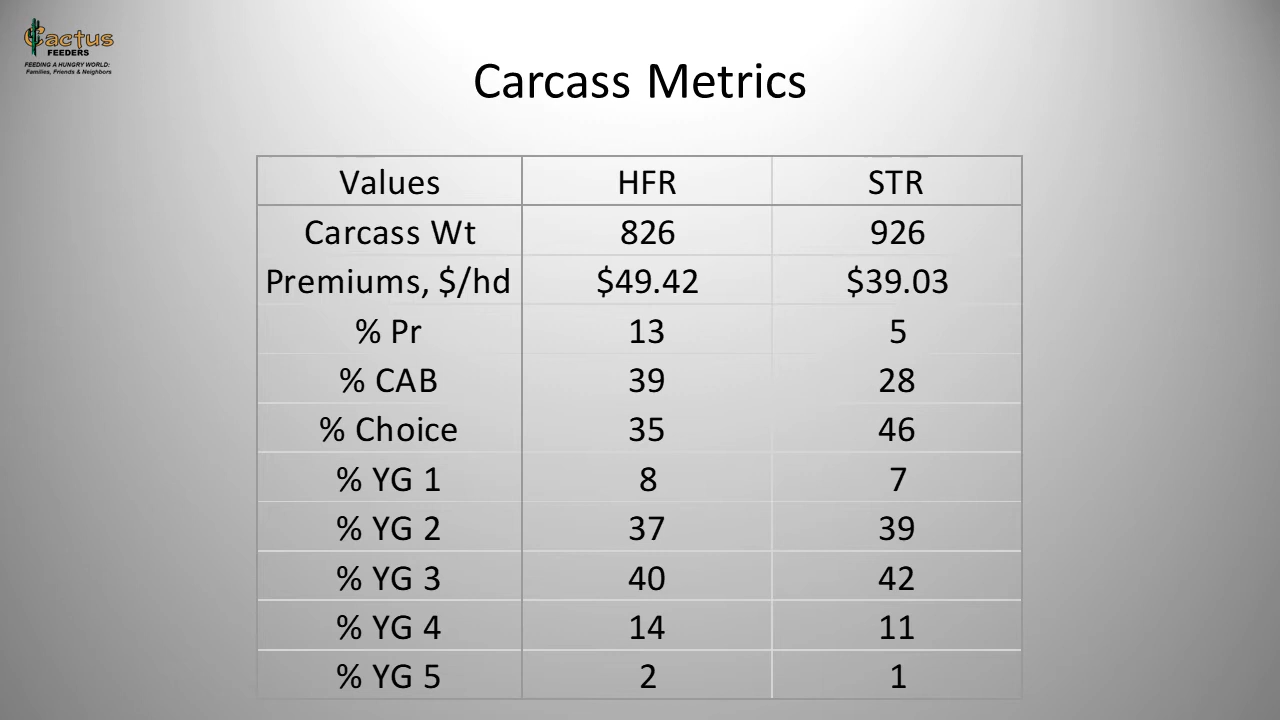 Cactus
FEEDERS
FEEDING A HUNGRY WORLD:
Families, Friends & Neighbors
Carcass Metrics
Values HFR STR
Carcass Wt 826 926
Premiums, $/hd $49.42 $39.03
% Pr 13 5
% CAB 39 28
% Choice 35 46
% YG 1 8 7
% YG 2 37 39
% YG 3 40 42
% YG 4 14 11
% YG 5 2 1